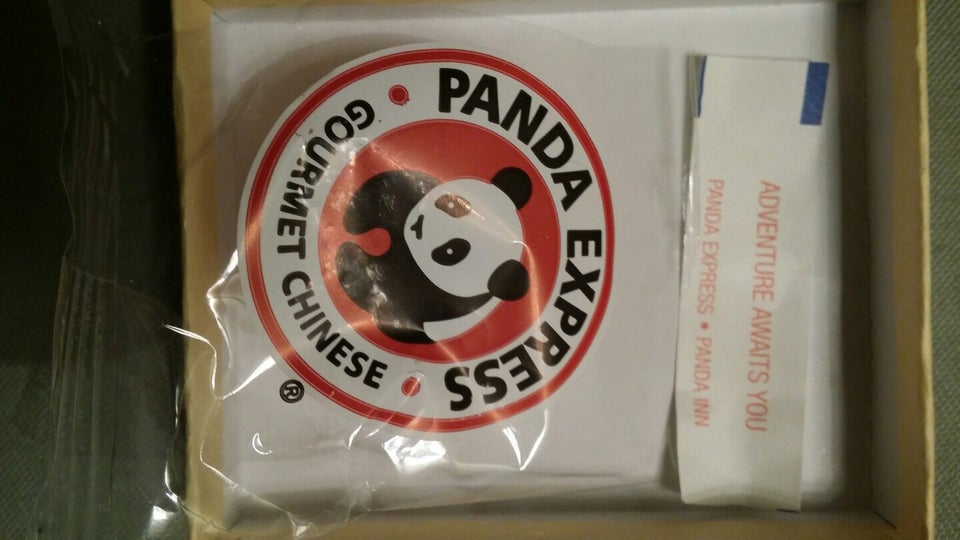 PANDA EXPRESS
GOURMET CHINESE
®
ADVENTURE AWAITS YOU
PANDA EXPRESS • PANDA INN